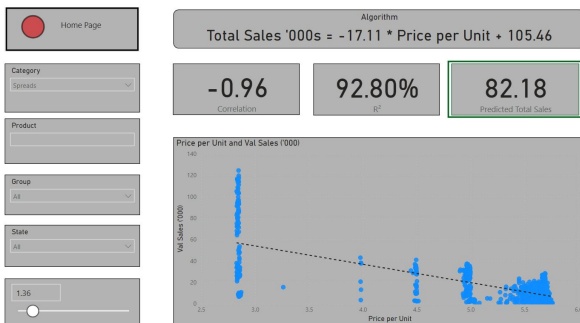 Home Page
Algorithm
Total Sales '000s = -17.11 * Price per Unit + 105.46
Category
Spreads
-0.96
Correlation
92.80%
R²
82.18
Predicted Total Sales
Product
Group
All
State
All
1.36
Price per Unit and Val Sales ('000)
Val Sales ('000)
140
120
100
80
60
40
20
0
2.5
3.0
3.5
4.0
4.5
5.0
5.5
6.0
Price per Unit